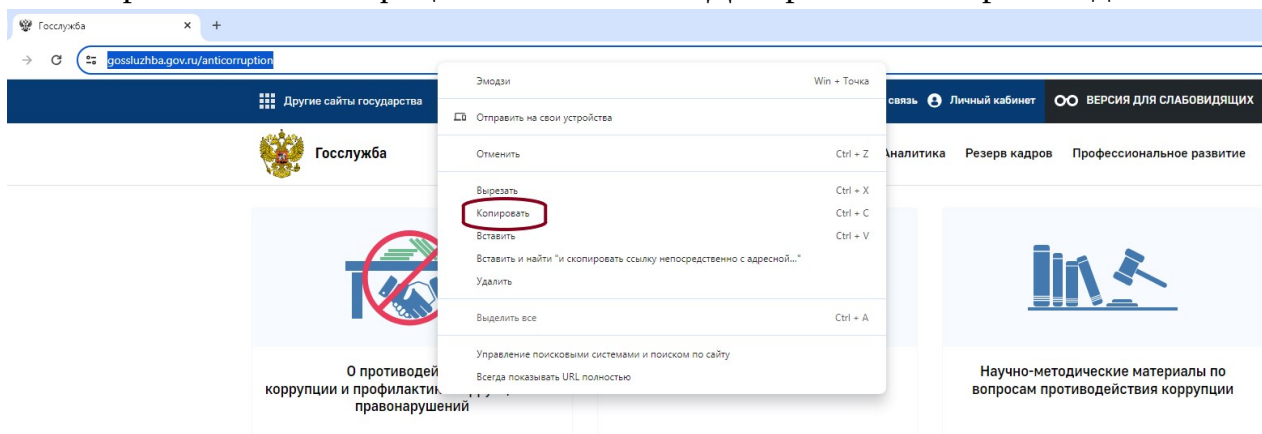 Госслужба
gossluzhba.gov.ru/anticorruption
Другие сайты государства
связь
Личный кабинет
ВЕРСИЯ ДЛЯ СЛАБОВИДЯЩИХ
Госслужба
Аналитика
Резерв кадров
Профессиональное развитие
Эмодзи Win + Точка
Отправить на свои устройства
Отменить Ctrl + Z
Вырезать Ctrl + X
Копировать Ctrl + C
Вставить Ctrl + V
Вставить и найти "и скопировать ссылку непосредственно с адресной..."
Удалить
Выделить все Ctrl + A
Управление поисковыми системами и поиском по сайту
Всегда показывать URL полностью
О противодей
коррупции и профилактик
правонарушений
Научно-методические материалы по
вопросам противодействия коррупции